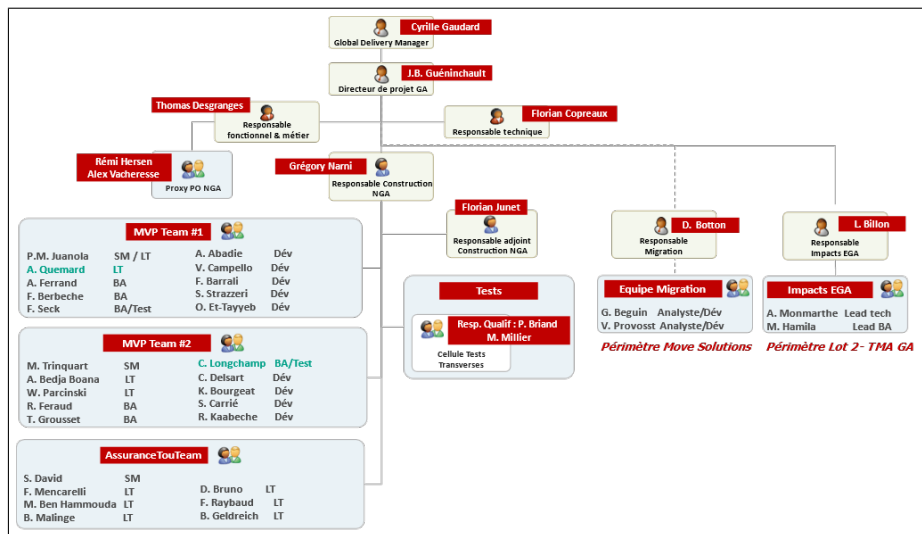 Cyrille Gaudard
Global Delivery Manager
J.B. Guéninchault
Directeur de projet GA
Thomas Desgranges
Responsable
fonctionnel & métier
Florian Copreaux
Responsable technique
Rémi Hersen
Alex Vacheresse
Proxy PO NGA
Grégory Narni
Responsable Construction
NGA
Florian Junet
Responsable adjoint
Construction NGA
D. Botton
Responsable
Migration
L. Billon
Responsable
Impacts EGA
MVP Team #1
P.M. Juanola SM / LT
A. Quemard LT
A. Ferrand BA
F. Berbeche BA
F. Seck BA/Test
A. Abadie Dév
V. Campello Dév
F. Barrali Dév
S. Strazzeri Dév
O. Et-Tayyeb Dév
Tests
Resp. Qualif : P. Briand
M. Millier
Cellule Tests
Transverses
Equipe Migration
G. Beguin Analyste/Dév
V. Provosst Analyste/Dév
Périmètre Move Solutions
Impacts EGA
A. Monmarthe Lead tech
M. Hamila Lead BA
Périmètre Lot 2- TMA GA
MVP Team #2
M. Trinquart SM
A. Bedja Boana LT
W. Parcinski LT
R. Feraud BA
T. Grousset BA
C. Longchamp BA/Test
C. Delsart Dév
K. Bourgeat Dév
S. Carrié Dév
R. Kaabeche Dév
AssuranceTouTeam
S. David SM
F. Mencarelli LT
M. Ben Hammouda LT
B. Malinge LT
D. Bruno LT
F. Raybaud LT
B. Geldreich LT